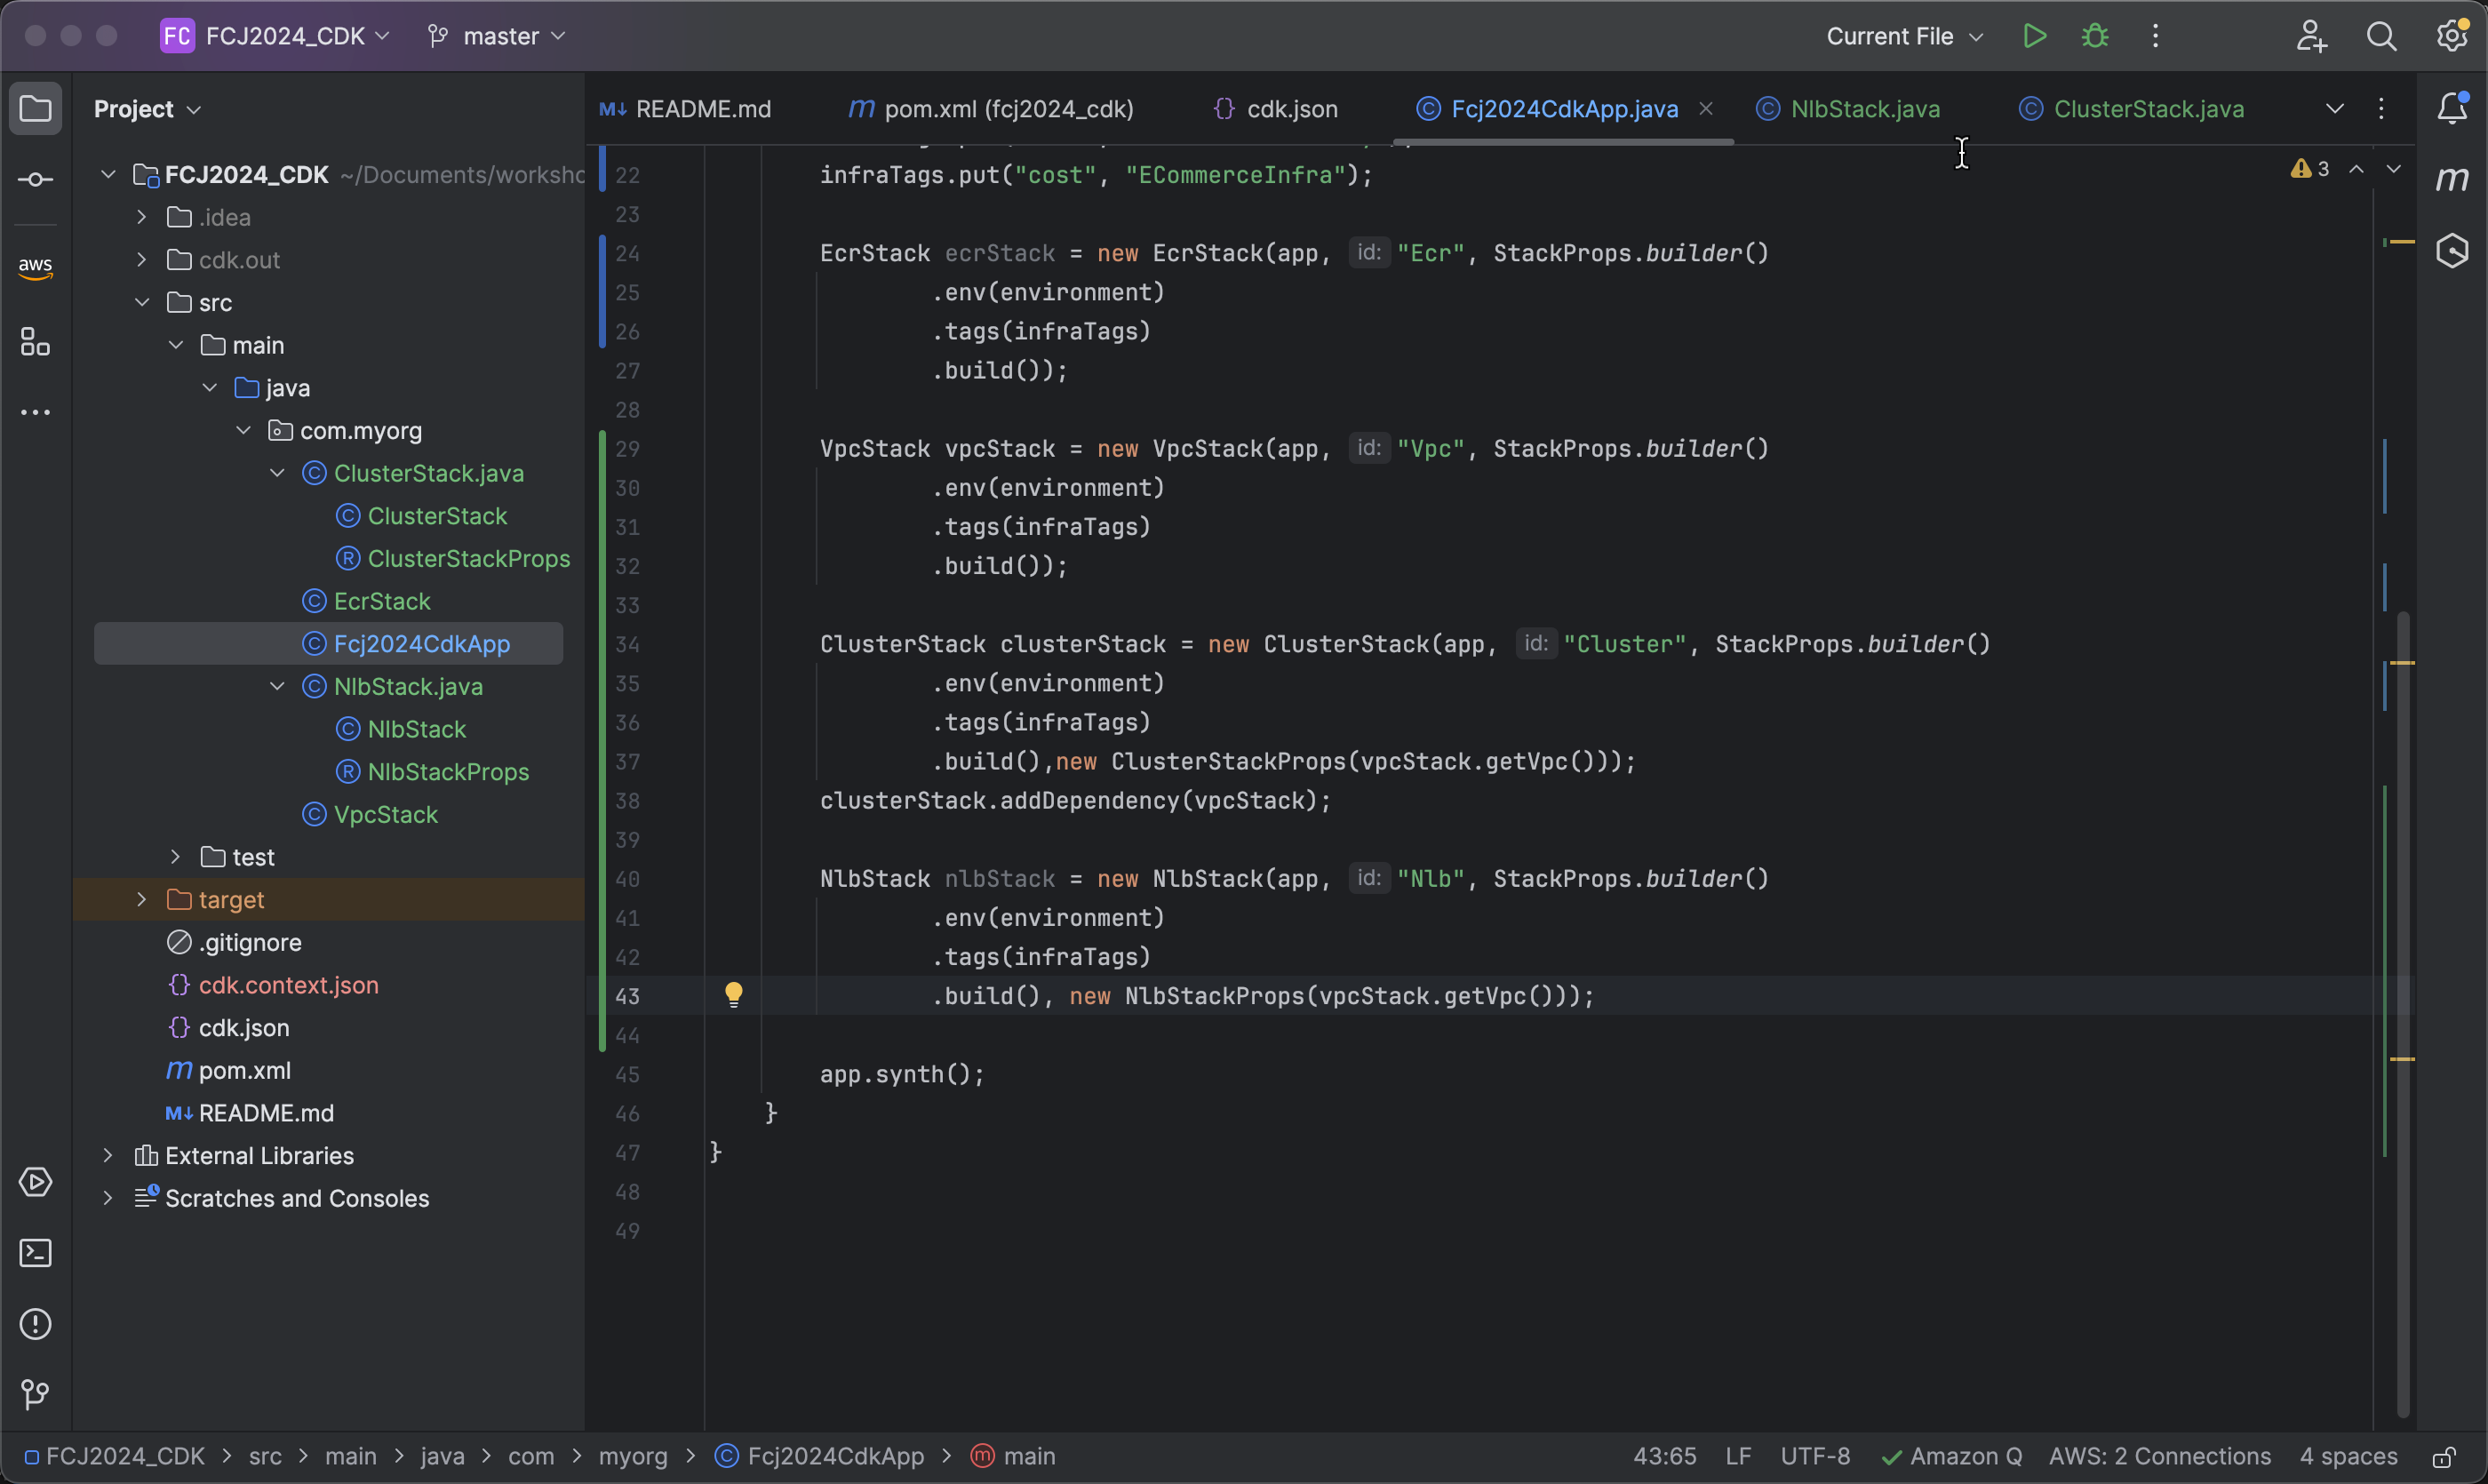 FC FCJ2024_CDK master Current File
Project
README.md pom.xml (fcj2024_cdk) cdk.json Fcj2024CdkApp.java NlbStack.java ClusterStack.java
aws
FCJ2024_CDK ~/Documents/worksho
.idea
cdk.out
src
main
java
com.myorg
ClusterStack.java
ClusterStack
ClusterStackProps
EcrStack
Fcj2024CdkApp
NlbStack.java
NlbStack
NlbStackProps
VpcStack
test
target
.gitignore
cdk.context.json
cdk.json
pom.xml
README.md
External Libraries
Scratches and Consoles
3
22 infraTags.put("cost", "ECommerceInfra");
23
24 EcrStack ecrStack = new EcrStack(app, id: "Ecr", StackProps.builder()
25 .env(environment)
26 .tags(infraTags)
27 .build());
28
29 VpcStack vpcStack = new VpcStack(app, id: "Vpc", StackProps.builder()
30 .env(environment)
31 .tags(infraTags)
32 .build());
33
34 ClusterStack clusterStack = new ClusterStack(app, id: "Cluster", StackProps.builder()
35 .env(environment)
36 .tags(infraTags)
37 .build(),new ClusterStackProps(vpcStack.getVpc()));
38 clusterStack.addDependency(vpcStack);
39
40 NlbStack nlbStack = new NlbStack(app, id: "Nlb", StackProps.builder()
41 .env(environment)
42 .tags(infraTags)
43 .build(), new NlbStackProps(vpcStack.getVpc()));
44
45 app.synth();
46 }
47 }
48
49
FCJ2024_CDK > src > main > java > com > myorg > Fcj2024CdkApp > main 43:65 LF UTF-8 Amazon Q AWS: 2 Connections 4 spaces